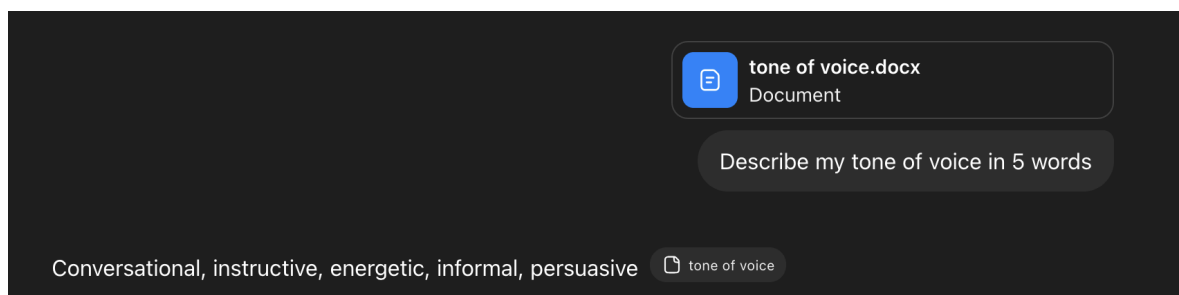 tone of voice.docx
Document
Describe my tone of voice in 5 words
Conversational, instructive, energetic, informal, persuasive tone of voice